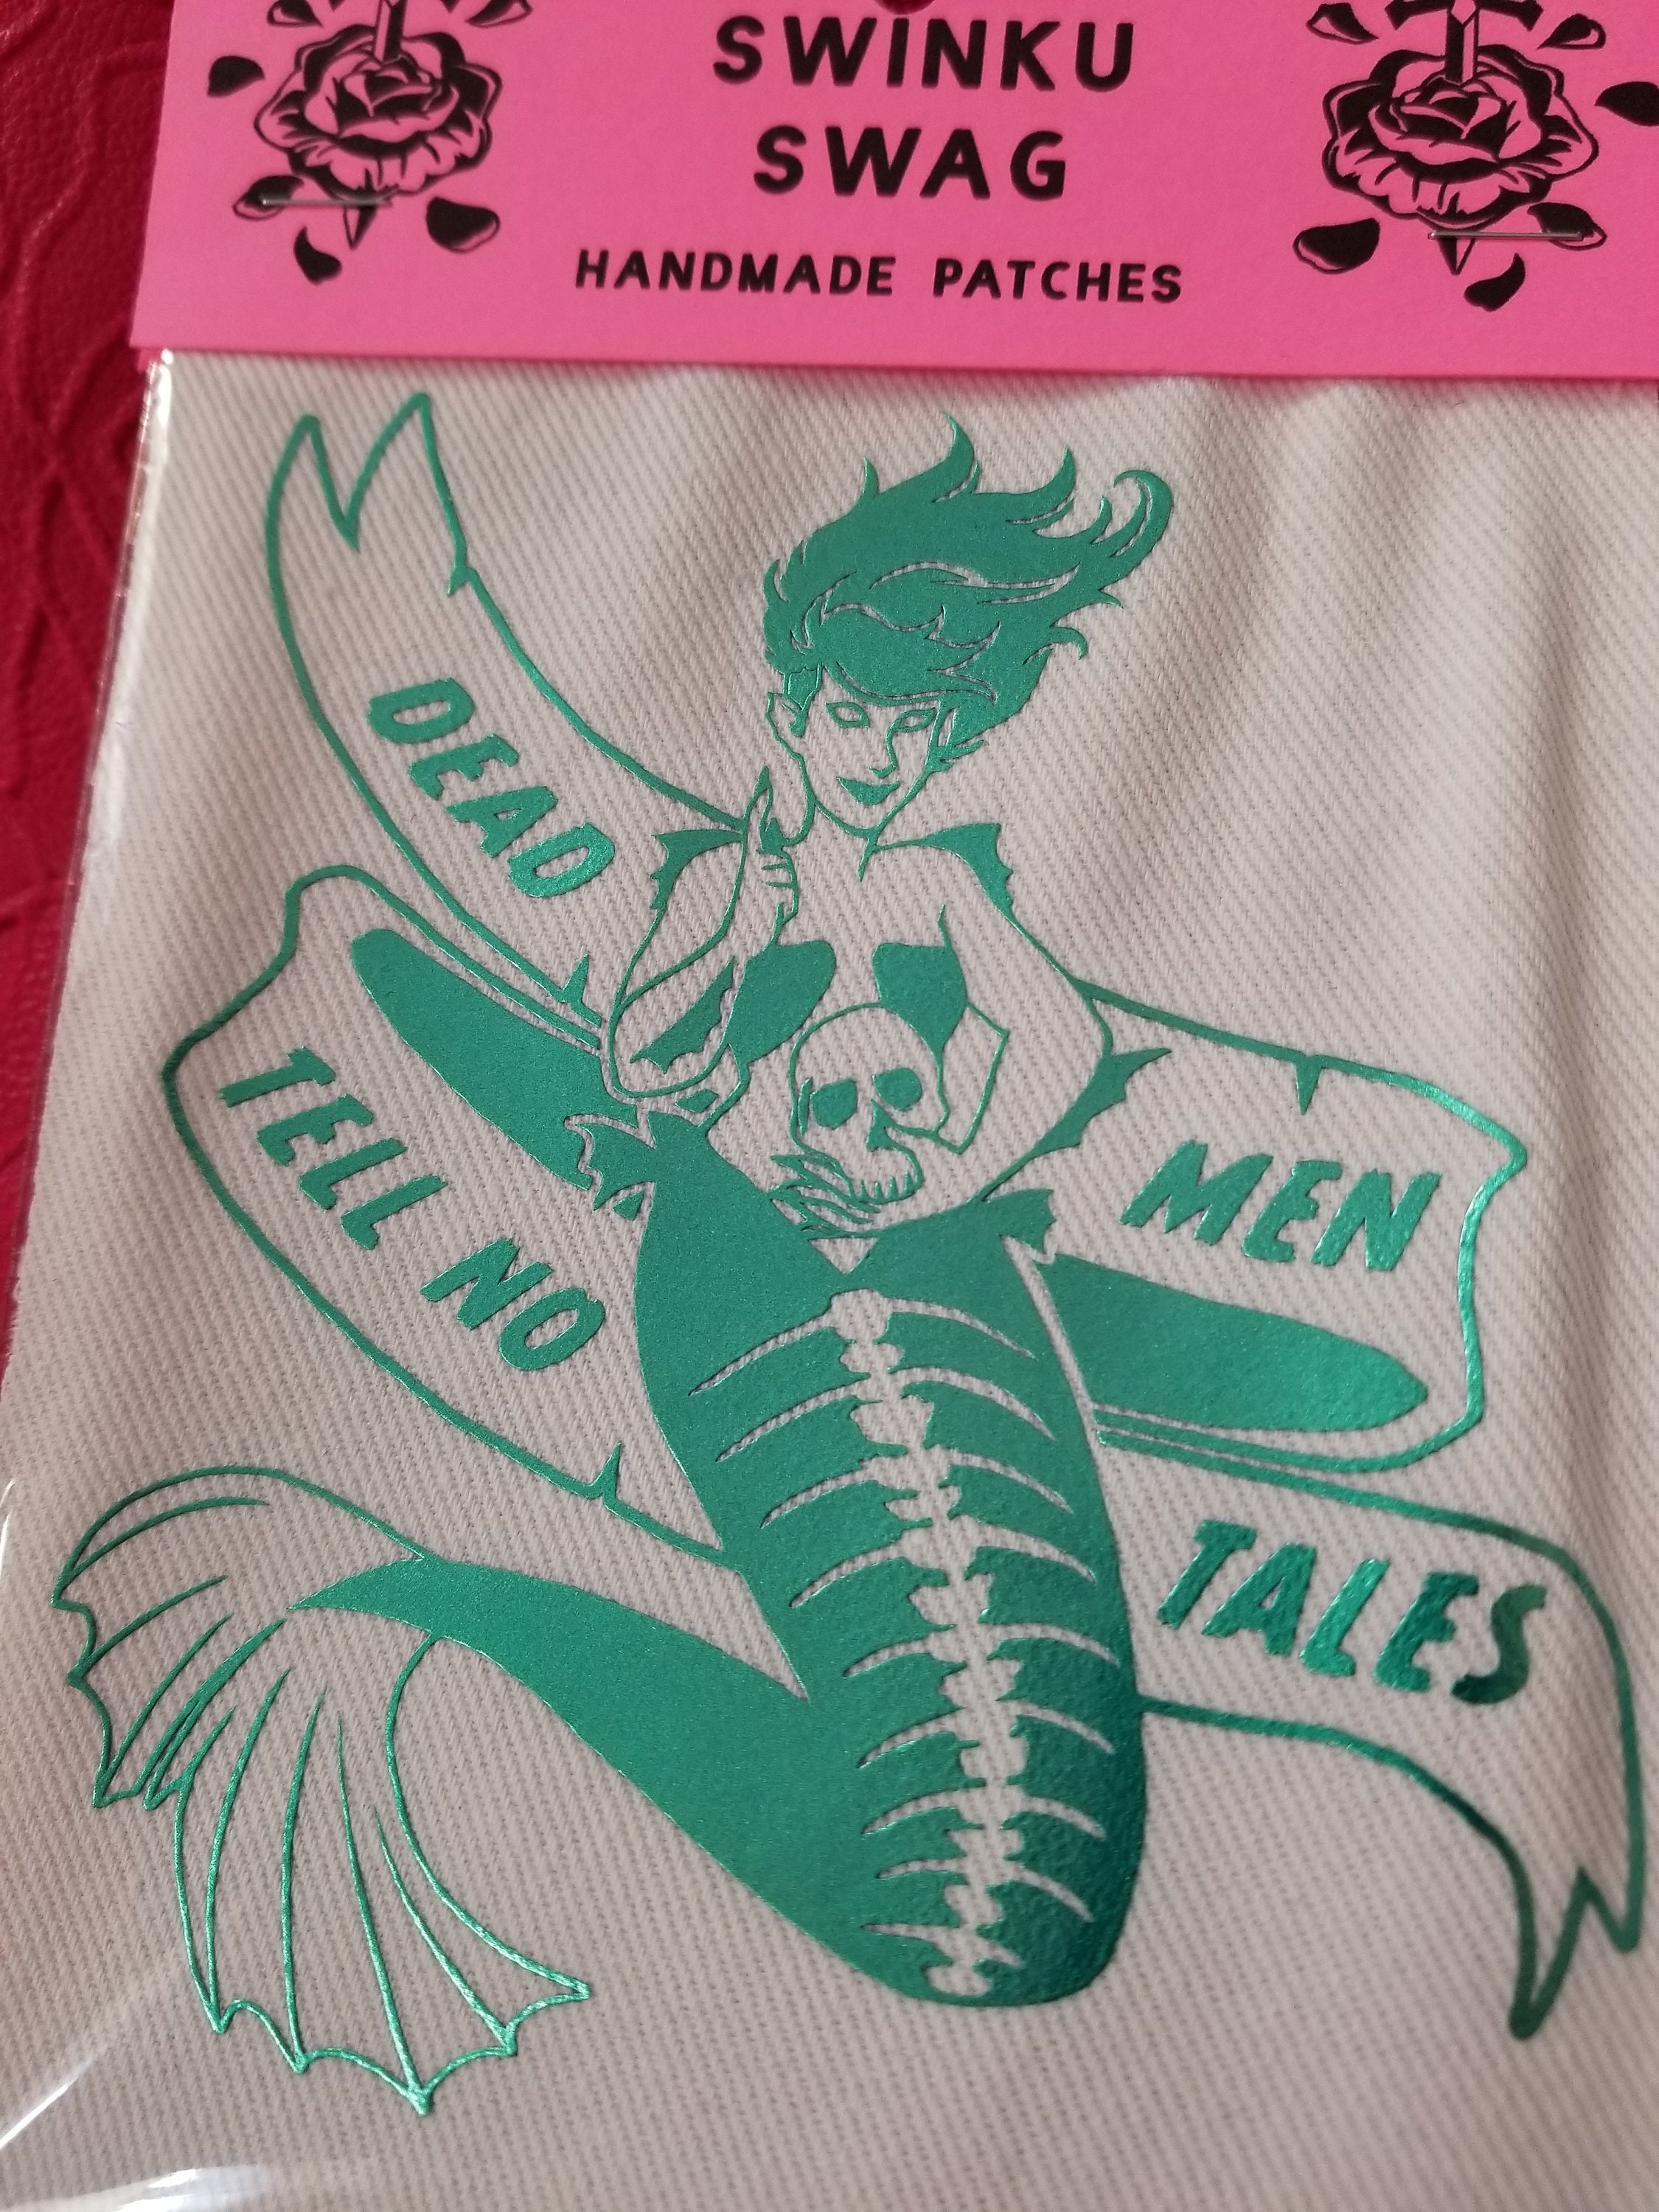 SWINKU
SWAG
HANDMADE PATCHES
DEAD
MEN
TELL NO
TALES